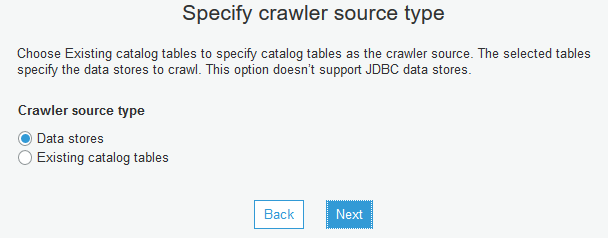 Specify crawler source type
Choose Existing catalog tables to specify catalog tables as the crawler source. The selected tables
specify the data stores to crawl. This option doesn't support JDBC data stores.
Crawler source type
Data stores
Existing catalog tables
Back Next